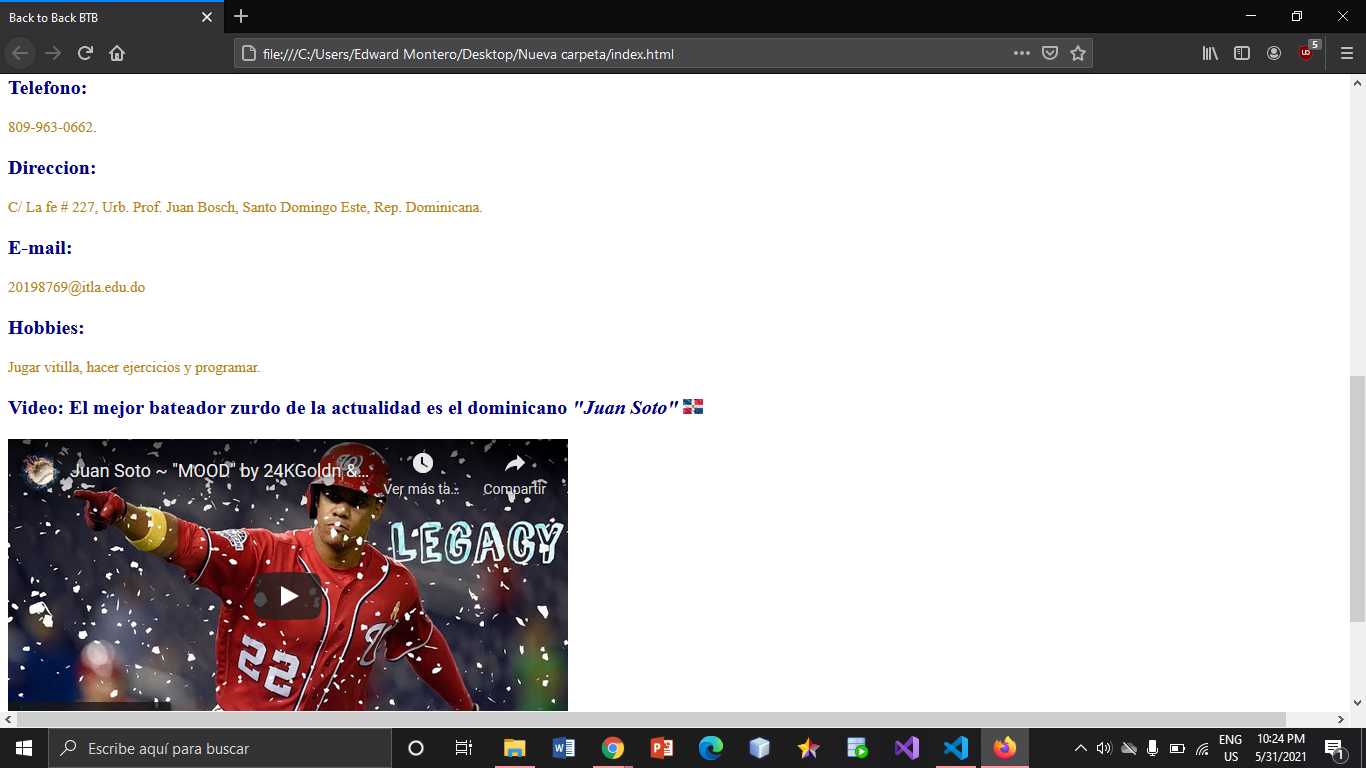 Back to Back BTB
file:///C:/Users/Edward Montero/Desktop/Nueva carpeta/index.html
5
Telefono:
809-963-0662.
Direccion:
C/ La fe # 227, Urb. Prof. Juan Bosch, Santo Domingo Este, Rep. Dominicana.
E-mail:
20198769@itla.edu.do
Hobbies:
Jugar vitilla, hacer ejercicios y programar.
Video: El mejor bateador zurdo de la actualidad es el dominicano "Juan Soto" 🇩🇴
Juan Soto ~ "MOOD" by 24KGoldn &...
Ver más ta...
Compartir
LEGACY
22
Escribe aquí para buscar
ENG
US
10:24 PM
5/31/2021
1